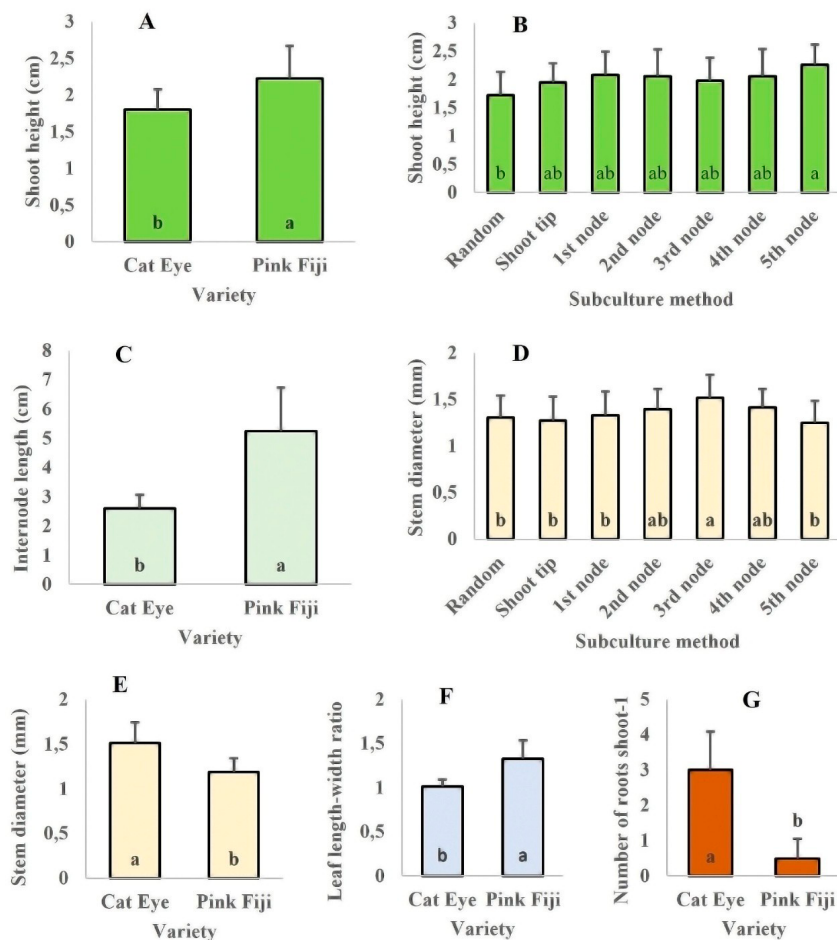 A
Shoot height (cm)
3
2,5
2
1,5
1
0,5
0
b
a
Cat Eye
Pink Fiji
Variety
B
Shoot height (cm)
3
2,5
2
1,5
1
0,5
0
b
ab
ab
ab
ab
ab
a
Random
Shoot tip
1st node
2nd node
3rd node
4th node
5th node
Subculture method
C
Internode length (cm)
8
7
6
5
4
3
2
1
0
b
a
Cat Eye
Pink Fiji
Variety
D
Stem diameter (mm)
2
1,5
1
0,5
0
b
b
b
ab
a
ab
b
Random
Shoot tip
1st node
2nd node
3rd node
4th node
5th node
Subculture method
E
Stem diameter (mm)
2
1,5
1
0,5
0
a
b
Cat Eye
Pink Fiji
Variety
F
Leaf length-width ratio
2
1,5
1
0,5
0
b
a
Cat Eye
Pink Fiji
Variety
G
Number of roots shoot-1
5
4
3
2
1
0
a
b
Cat Eye
Pink Fiji
Variety